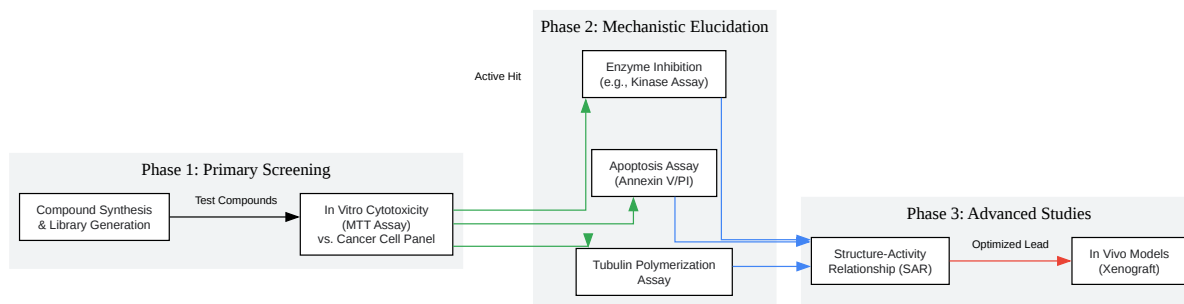 Phase 1: Primary Screening
Compound Synthesis
& Library Generation
Test Compounds
In Vitro Cytotoxicity
(MTT Assay)
vs. Cancer Cell Panel
Active Hit
Phase 2: Mechanistic Elucidation
Enzyme Inhibition
(e.g., Kinase Assay)
Apoptosis Assay
(Annexin V/PI)
Tubulin Polymerization
Assay
Phase 3: Advanced Studies
Structure-Activity
Relationship (SAR)
Optimized Lead
In Vivo Models
(Xenograft)